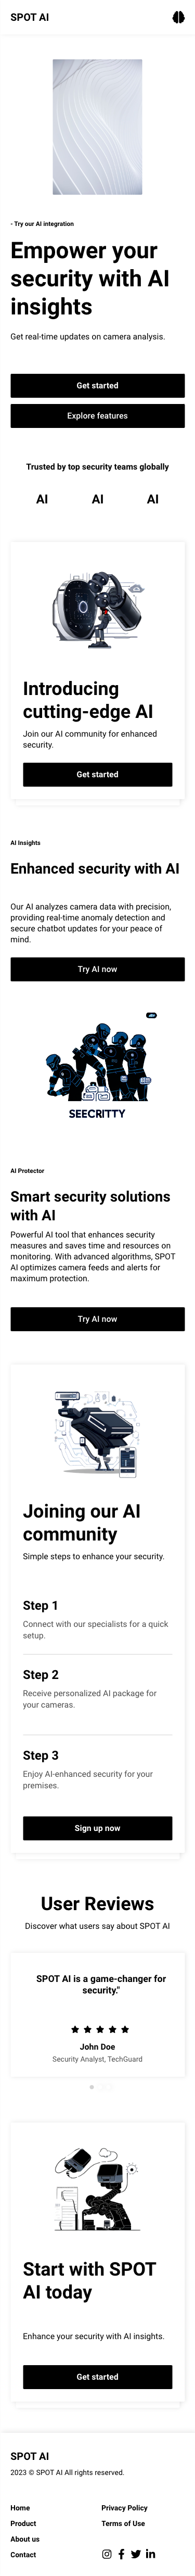 SPOT AI
- Try our AI integration
Empower your
security with AI
insights
Get real-time updates on camera analysis.
Get started
Explore features
Trusted by top security teams globally
AI AI AI
Introducing
cutting-edge AI
Join our AI community for enhanced
security.
Get started
AI Insights
Enhanced security with AI
Our AI analyzes camera data with precision,
providing real-time anomaly detection and
secure chatbot updates for your peace of
mind.
Try AI now
SEECRITTY
AI Protector
Smart security solutions
with AI
Powerful AI tool that enhances security
measures and saves time and resources on
monitoring. With advanced algorithms, SPOT
AI optimizes camera feeds and alerts for
maximum protection.
Try AI now
Joining our AI
community
Simple steps to enhance your security.
Step 1
Connect with our specialists for a quick
setup.
Step 2
Receive personalized AI package for
your cameras.
Step 3
Enjoy AI-enhanced security for your
premises.
Sign up now
User Reviews
Discover what users say about SPOT AI
SPOT AI is a game-changer for
security."
John Doe
Security Analyst, TechGuard
Start with SPOT
AI today
Enhance your security with AI insights.
Get started
SPOT AI
2023 © SPOT AI All rights reserved.
Home
Privacy Policy
Product
Terms of Use
About us
Contact